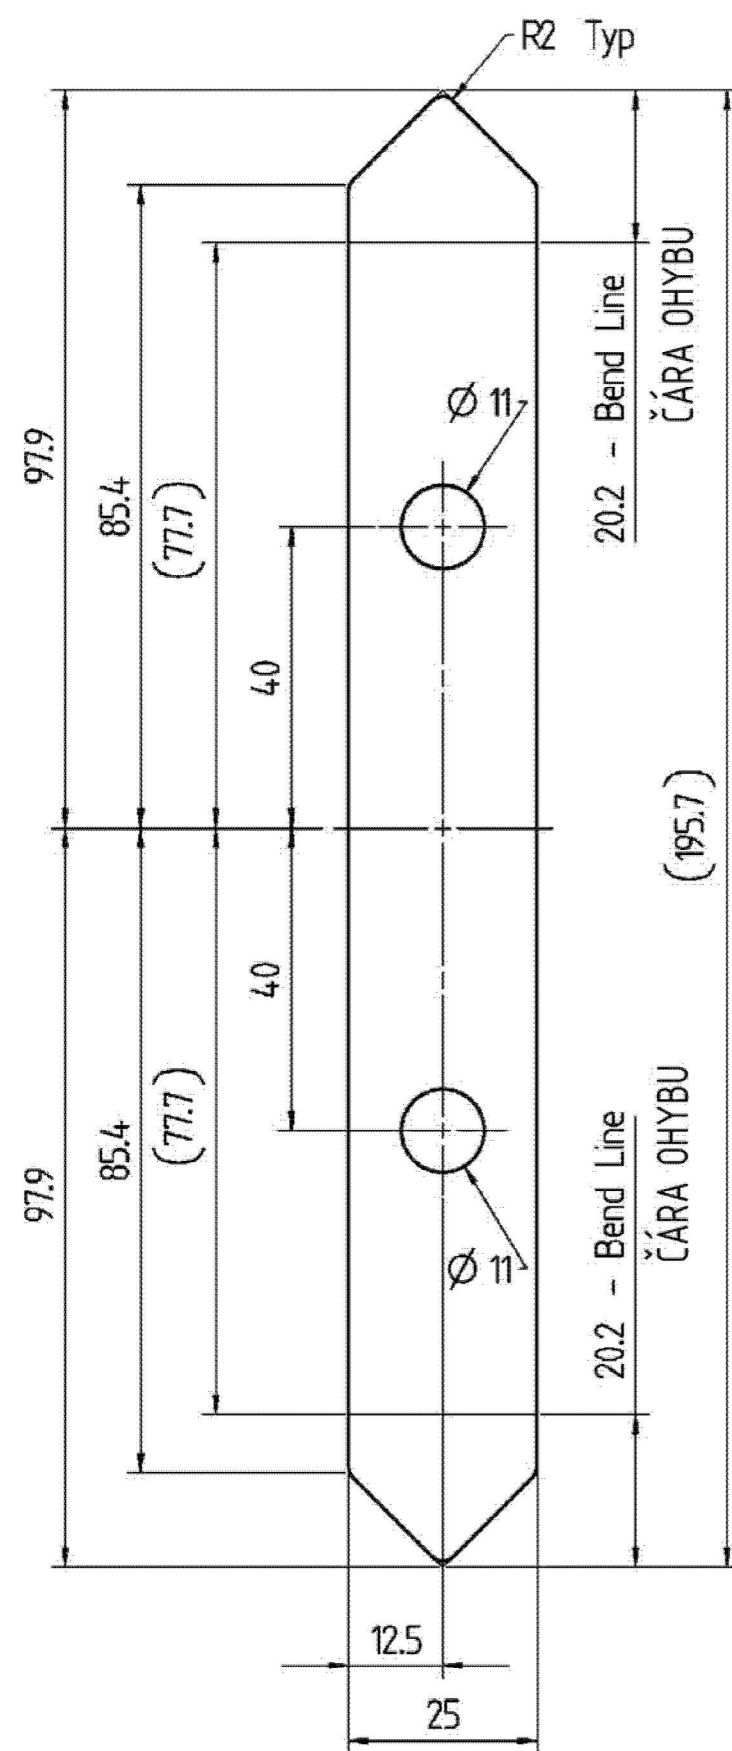 R2 Typ
20.2 - Bend Line
ČÁRA OHYBU
Ø 11
97.9
85.4
(77.7)
40
(195.7)
40
97.9
85.4
(77.7)
20.2 - Bend Line
ČÁRA OHYBU
Ø 11
12.5
25